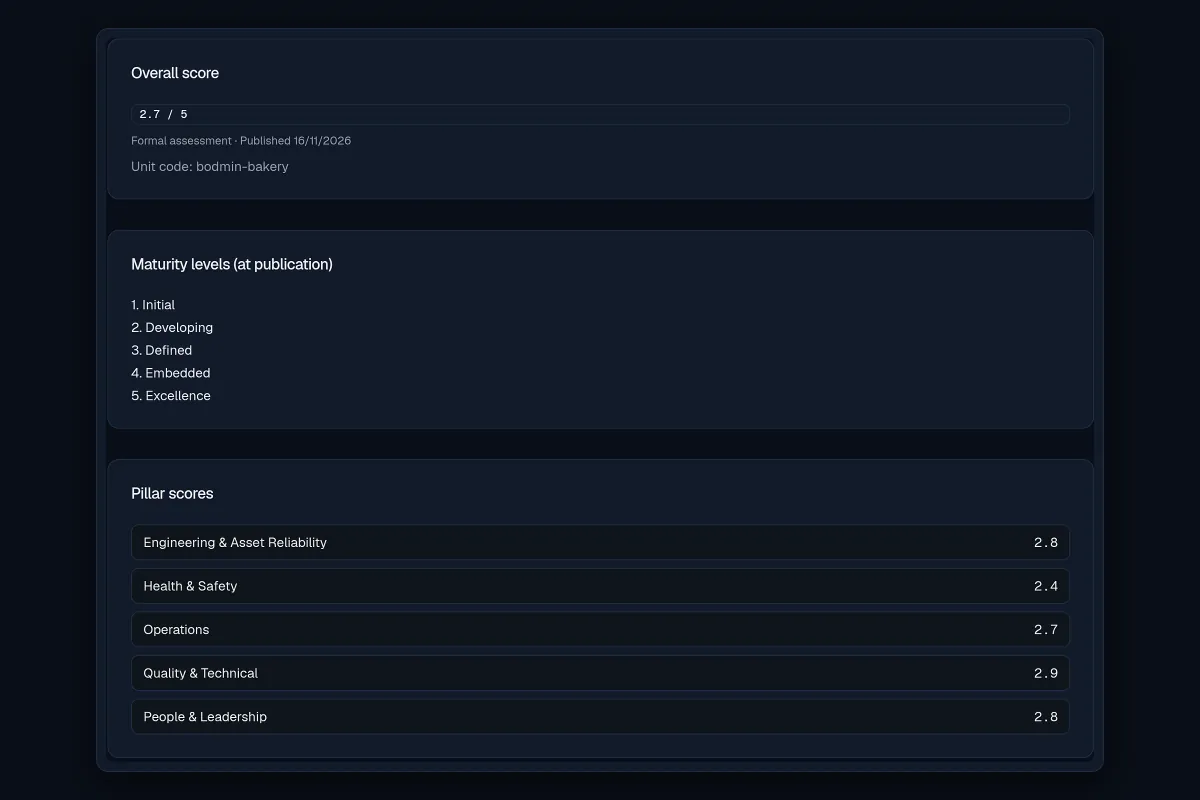 Overall score
2.7 / 5
Formal assessment · Published 16/11/2026
Unit code: bodmin-bakery
Maturity levels (at publication)
1. Initial
2. Developing
3. Defined
4. Embedded
5. Excellence
Pillar scores
Engineering & Asset Reliability 2.8
Health & Safety 2.4
Operations 2.7
Quality & Technical 2.9
People & Leadership 2.8